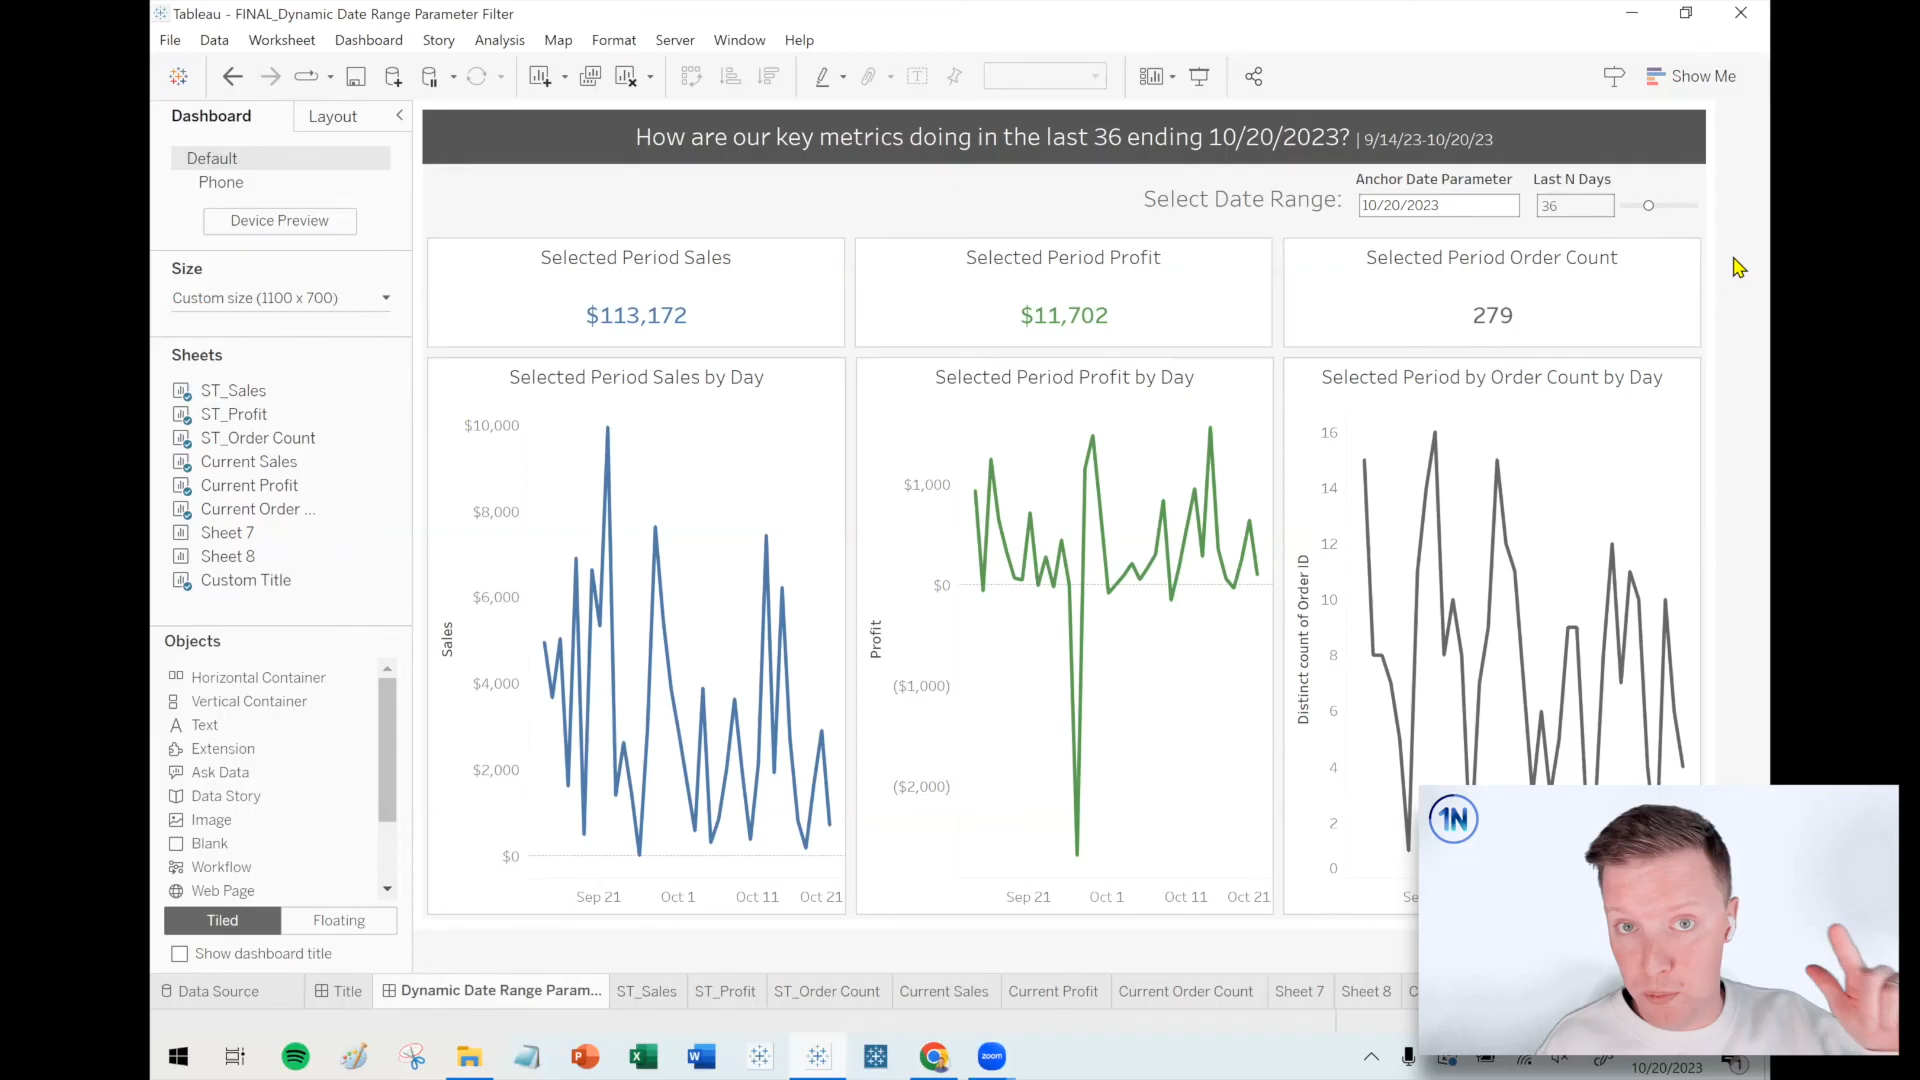 Tableau - FINAL_Dynamic Date Range Parameter Filter
File Data Worksheet Dashboard Story Analysis Map Format Server Window Help
Show Me
Dashboard Layout
Default
Phone
Device Preview
Size
Custom size (1100 x 700)
Sheets
ST_Sales
ST_Profit
ST_Order Count
Current Sales
Current Profit
Current Order ...
Sheet 7
Sheet 8
Custom Title
Objects
Horizontal Container
Vertical Container
Text
Extension
Ask Data
Data Story
Image
Blank
Workflow
Web Page
Tiled Floating
Show dashboard title
How are our key metrics doing in the last 36 ending 10/20/2023? | 9/14/23-10/20/23
Select Date Range:
Anchor Date Parameter
10/20/2023
Last N Days
36
Selected Period Sales
$113,172
Selected Period Profit
$11,702
Selected Period Order Count
279
Selected Period Sales by Day
$10,000
$8,000
$6,000
$4,000
$2,000
$0
Sales
Sep 21 Oct 1 Oct 11 Oct 21
Selected Period Profit by Day
$1,000
$0
($1,000)
($2,000)
Profit
Sep 21 Oct 1 Oct 11 Oct 21
Selected Period by Order Count by Day
16
14
12
10
8
6
4
2
0
Distinct count of Order ID
Se
1N
Data Source Title Dynamic Date Range Param... ST_Sales ST_Profit ST_Order Count Current Sales Current Profit Current Order Count Sheet 7 Sheet 8 C
zoom
10/20/2023
1